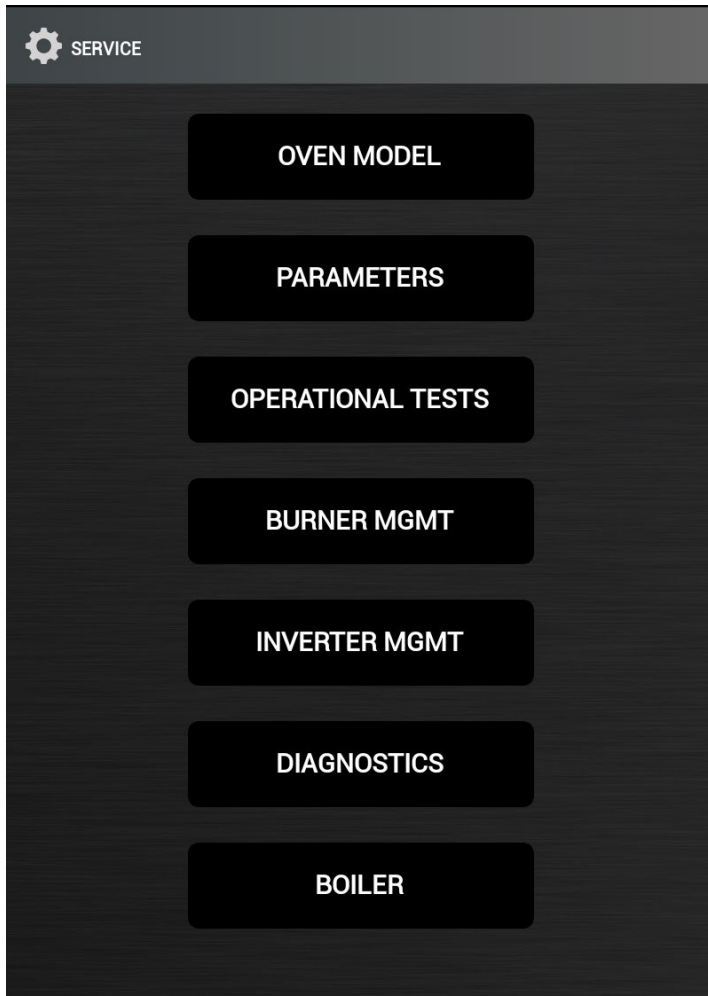 SERVICE
OVEN MODEL
PARAMETERS
OPERATIONAL TESTS
BURNER MGMT
INVERTER MGMT
DIAGNOSTICS
BOILER